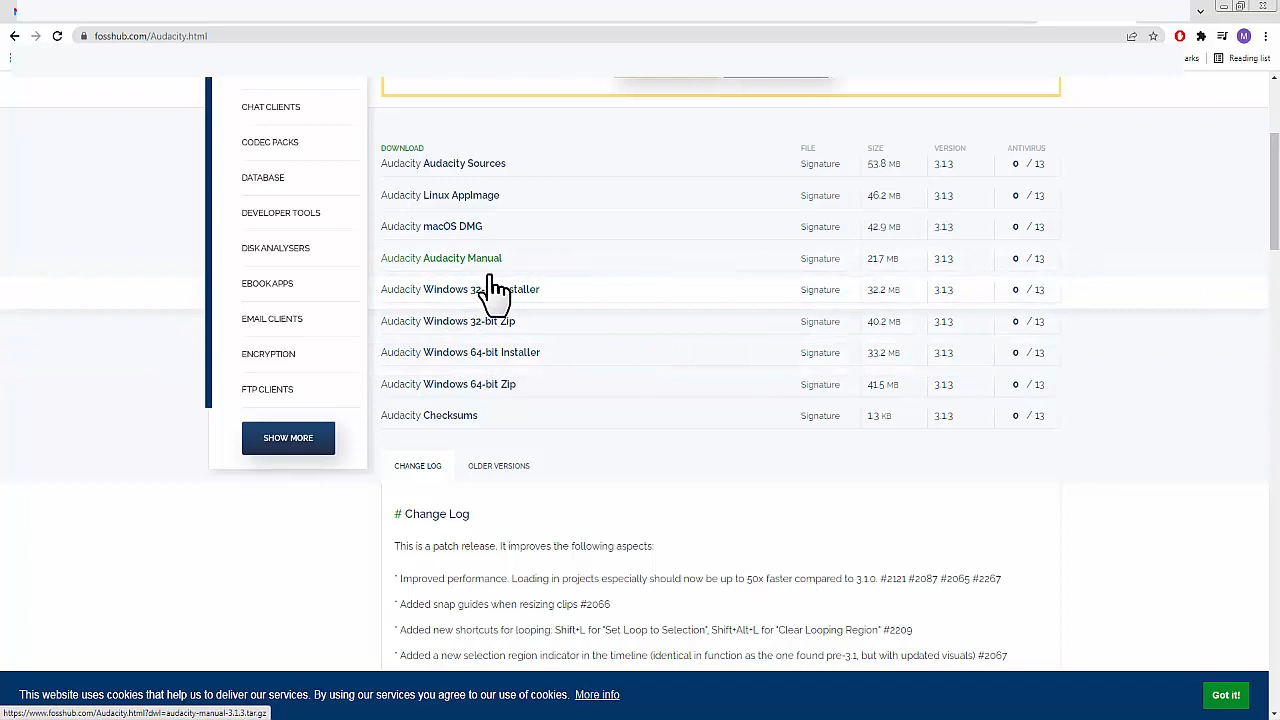 fosshub.com/Audacity.html
M
Reading list
CHAT CLIENTS
CODEC PACKS
DATABASE
DEVELOPER TOOLS
DISK ANALYSERS
EBOOK APPS
EMAIL CLIENTS
ENCRYPTION
FTP CLIENTS
SHOW MORE
DOWNLOAD FILE SIZE VERSION ANTIVIRUS
Audacity Audacity Sources Signature 53.8 MB 3.1.3 0 / 13
Audacity Linux AppImage Signature 46.2 MB 3.1.3 0 / 13
Audacity macOS DMG Signature 42.9 MB 3.1.3 0 / 13
Audacity Audacity Manual Signature 21.7 MB 3.1.3 0 / 13
Audacity Windows Signature 32.2 MB 3.1.3 0 / 13
Audacity Windows 32-bit Zip Signature 40.2 MB 3.1.3 0 / 13
Audacity Windows 64-bit Installer Signature 33.2 MB 3.1.3 0 / 13
Audacity Windows 64-bit Zip Signature 41.5 MB 3.1.3 0 / 13
Audacity Checksums Signature 1.3 KB 3.1.3 0 / 13
CHANGE LOG OLDER VERSIONS
# Change Log
This is a patch release. It improves the following aspects:
* Improved performance. Loading in projects especially should now be up to 50x faster compared to 3.1.0. #2121 #2087 #2065 #2267
* Added snap guides when resizing clips #2066
* Added new shortcuts for looping: Shift+L for "Set Loop to Selection", Shift+Alt+L for "Clear Looping Region" #2209
* Added a new selection region indicator in the timeline (identical in function as the one found pre-3.1, but with updated visuals) #2067
This website uses cookies that help us to deliver our services. By using our services you agree to our use of cookies. More info
Got it!
https://www.fosshub.com/Audacity.html?dwl=audacity-manual-3.1.3.tar.gz